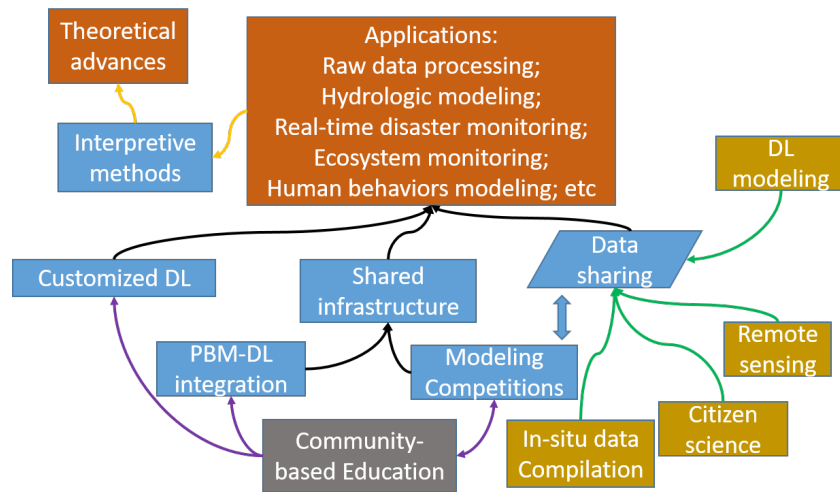 Theoretical
advances
Applications:
Raw data processing;
Hydrologic modeling;
Real-time disaster monitoring;
Ecosystem monitoring;
Human behaviors modeling; etc
Interpretive
methods
DL
modeling
Customized DL
Shared
infrastructure
Data
sharing
Remote
sensing
PBM-DL
integration
Modeling
Competitions
Citizen
science
In-situ data
Compilation
Community-
based Education